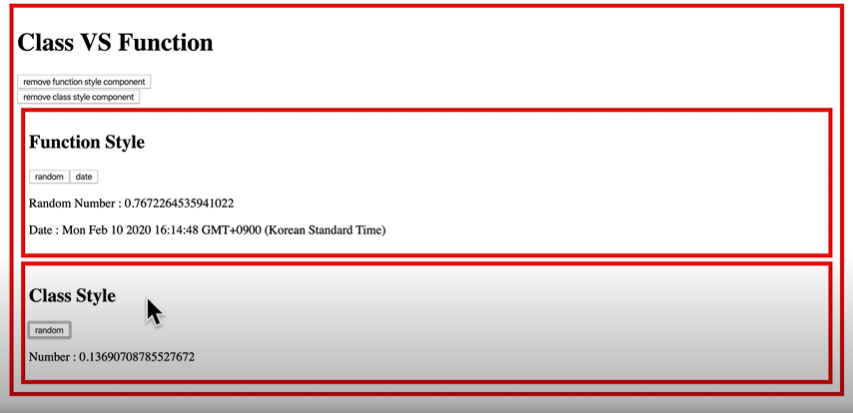 Class VS Function
remove function style component
remove class style component
Function Style
random date
Random Number : 0.7672264535941022
Date : Mon Feb 10 2020 16:14:48 GMT+0900 (Korean Standard Time)
Class Style
random
Number : 0.13690708785527672